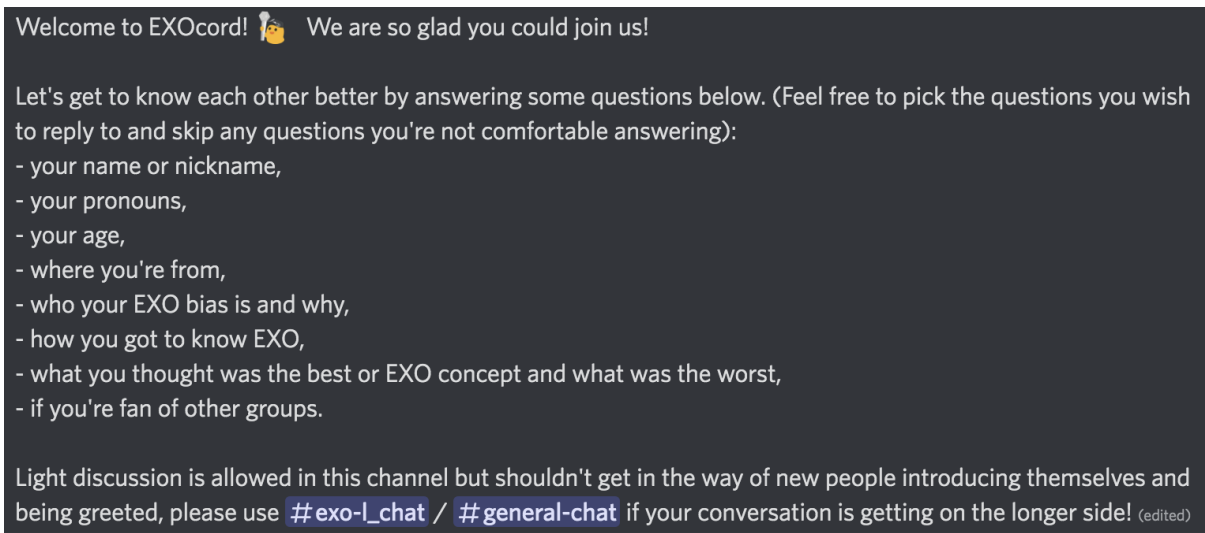 Welcome to EXOcord! We are so glad you could join us!
Let's get to know each other better by answering some questions below. (Feel free to pick the questions you wish
to reply to and skip any questions you're not comfortable answering):
- your name or nickname,
- your pronouns,
- your age,
- where you're from,
- who your EXO bias is and why,
- how you got to know EXO,
- what you thought was the best or EXO concept and what was the worst,
- if you're fan of other groups.
Light discussion is allowed in this channel but shouldn't get in the way of new people introducing themselves and
being greeted, please use #exo-l_chat / #general-chat if your conversation is getting on the longer side! (edited)